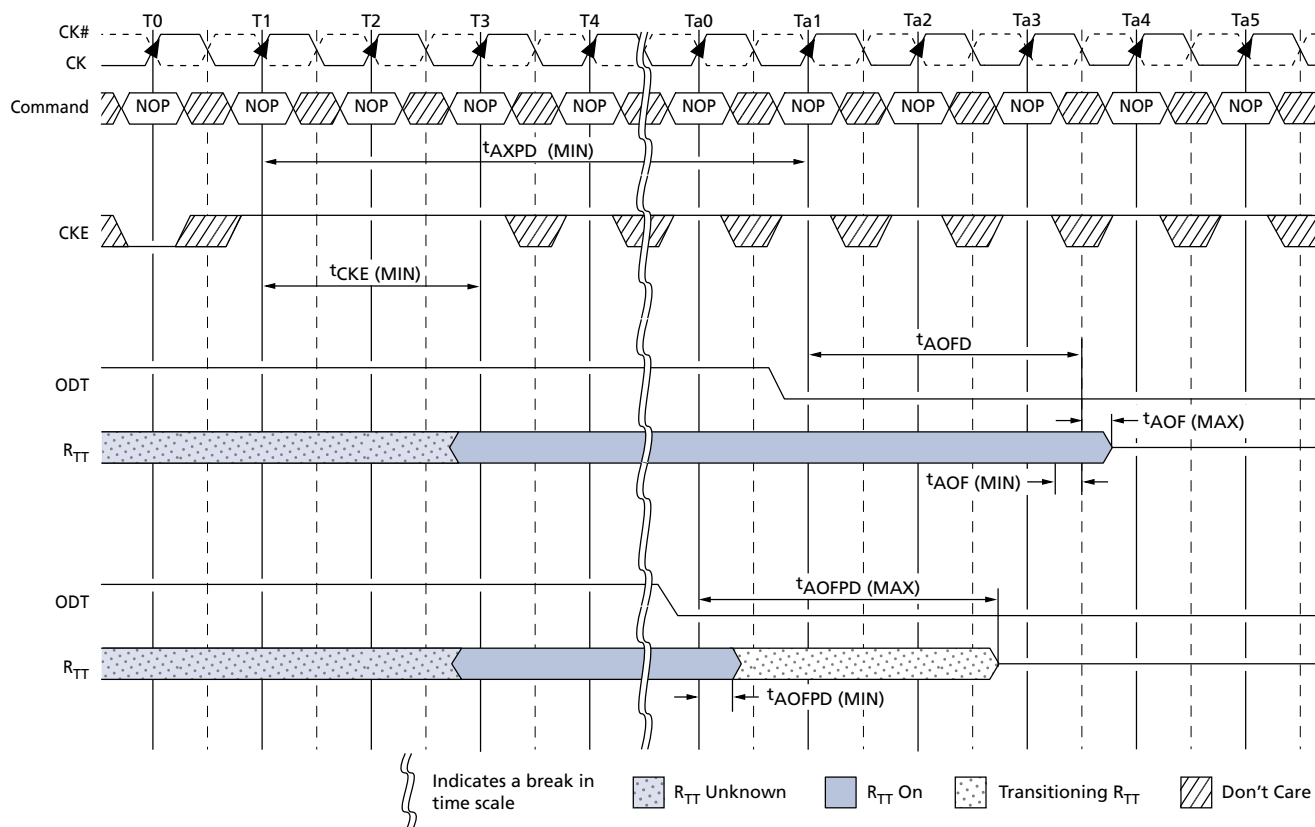 T0 T1 T2 T3 T4 Ta0 Ta1 Ta2 Ta3 Ta4 Ta5
CK#
CK
Command NOP NOP NOP NOP NOP NOP NOP NOP NOP NOP NOP
tAXPD (MIN)
CKE
tCKE (MIN)
tAOFD
ODT
tAOF (MAX)
RTT
tAOF (MIN)
tAOFPD (MAX)
ODT
RTT
tAOFPD (MIN)
Indicates a break in
time scale
RTT Unknown
RTT On
Transitioning RTT
Don't Care